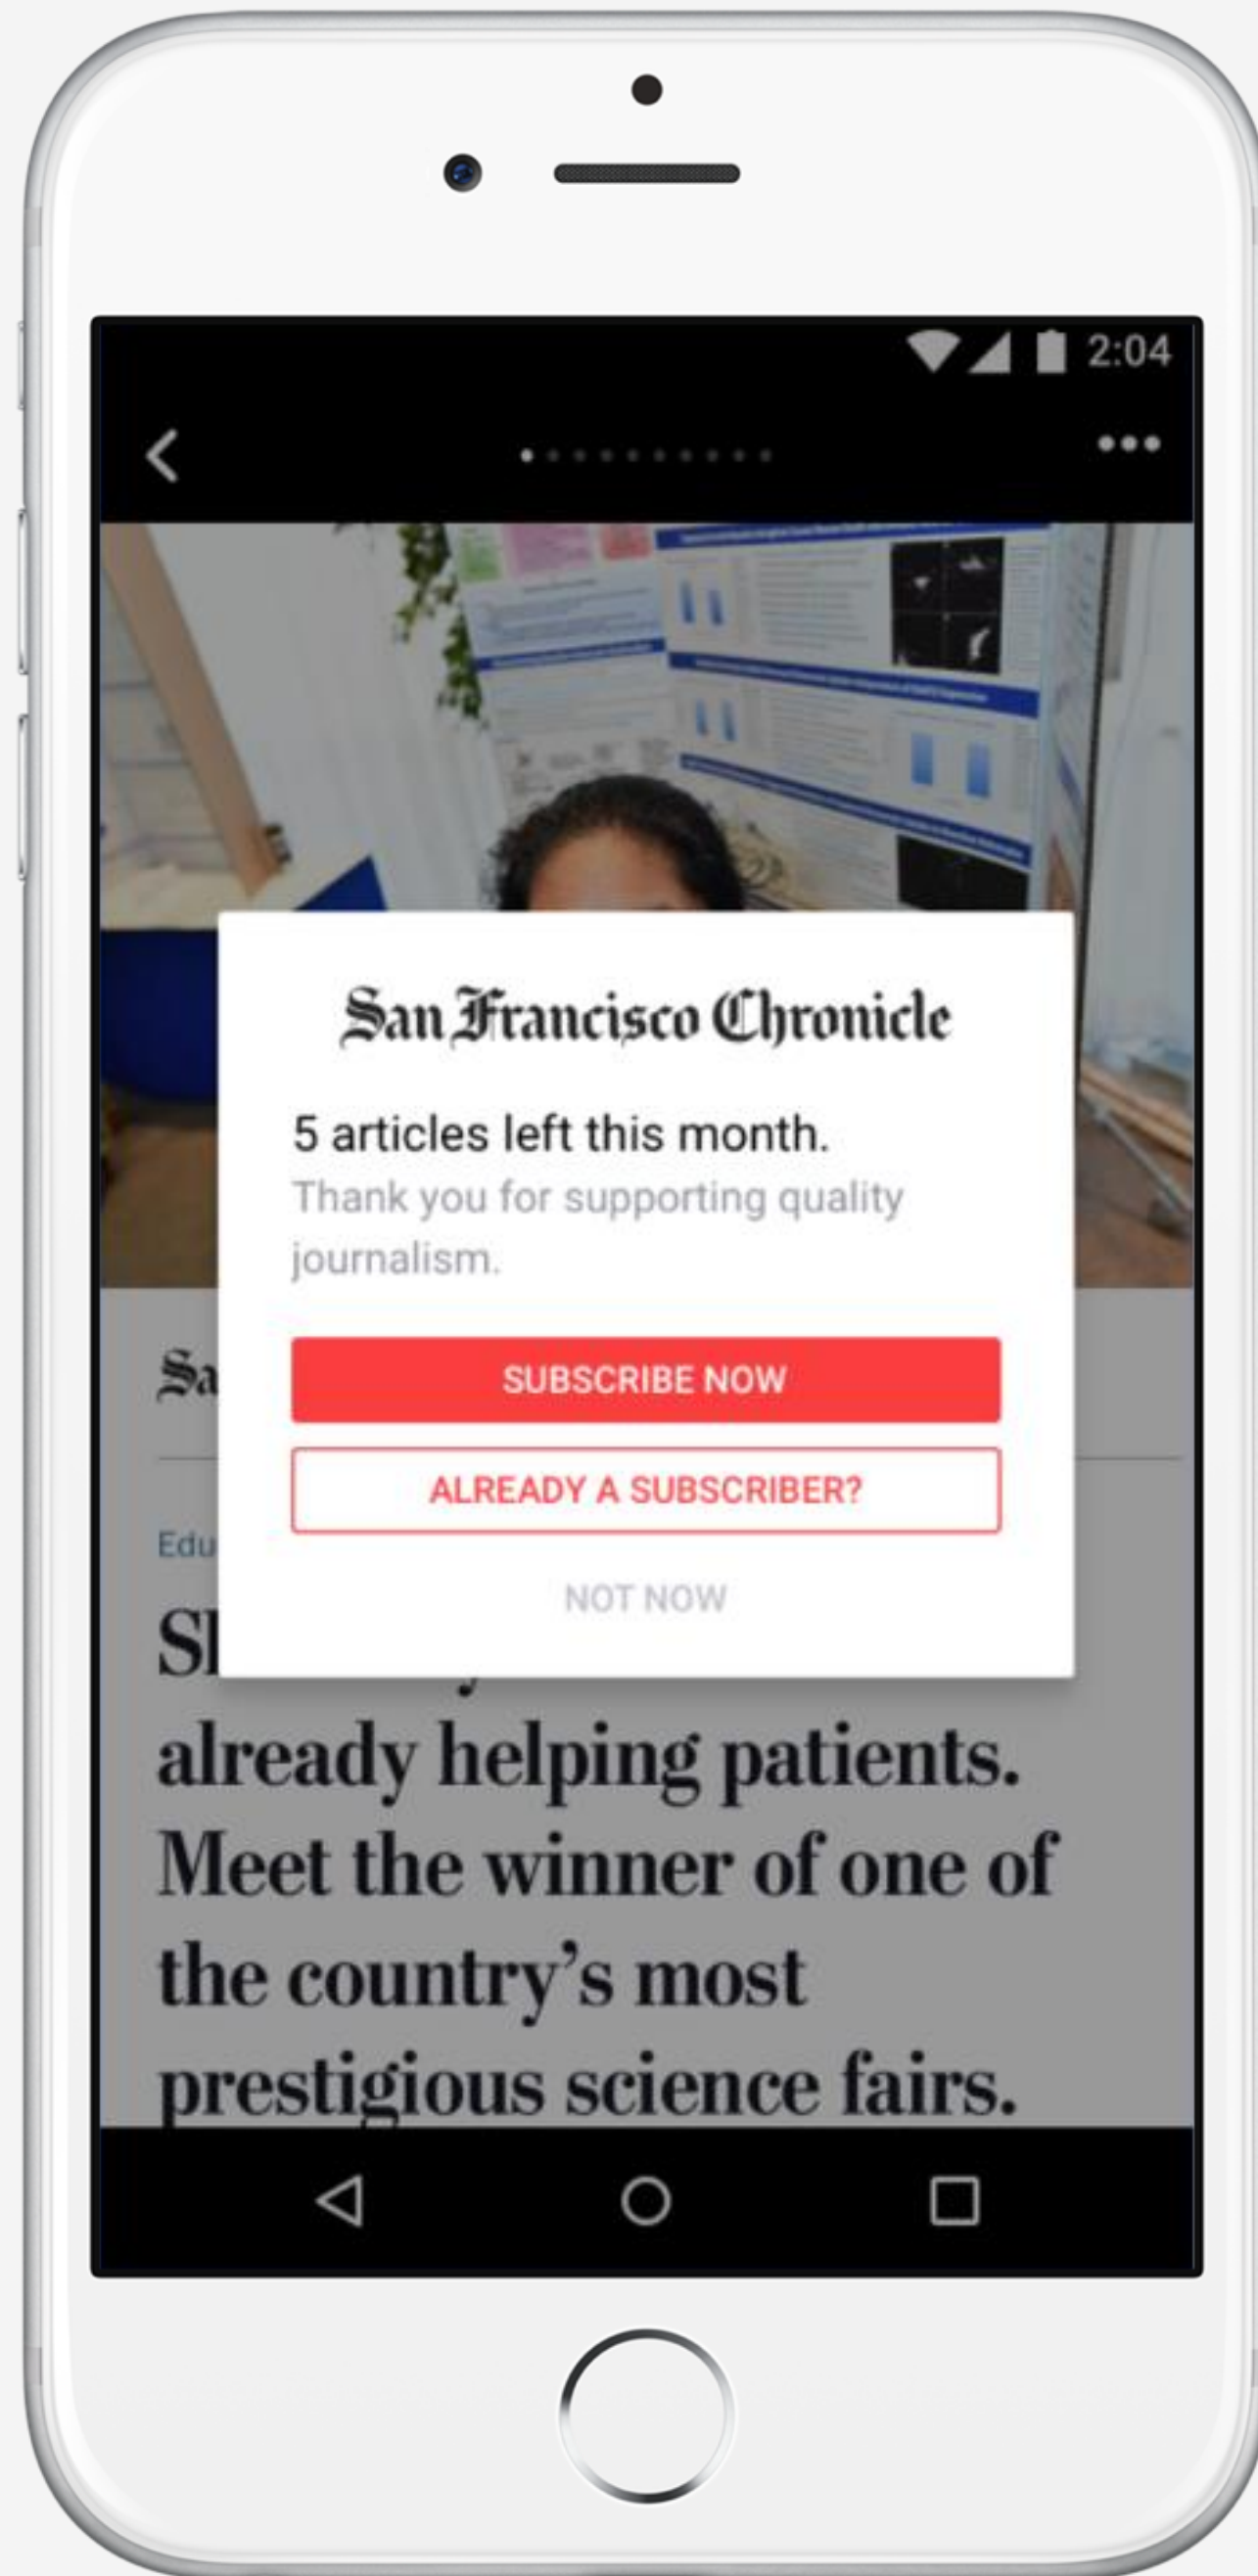 2:04
San Francisco Chronicle
5 articles left this month.
Thank you for supporting quality
journalism.
SUBSCRIBE NOW
ALREADY A SUBSCRIBER?
NOT NOW
already helping patients.
Meet the winner of one of
the country’s most
prestigious science fairs.